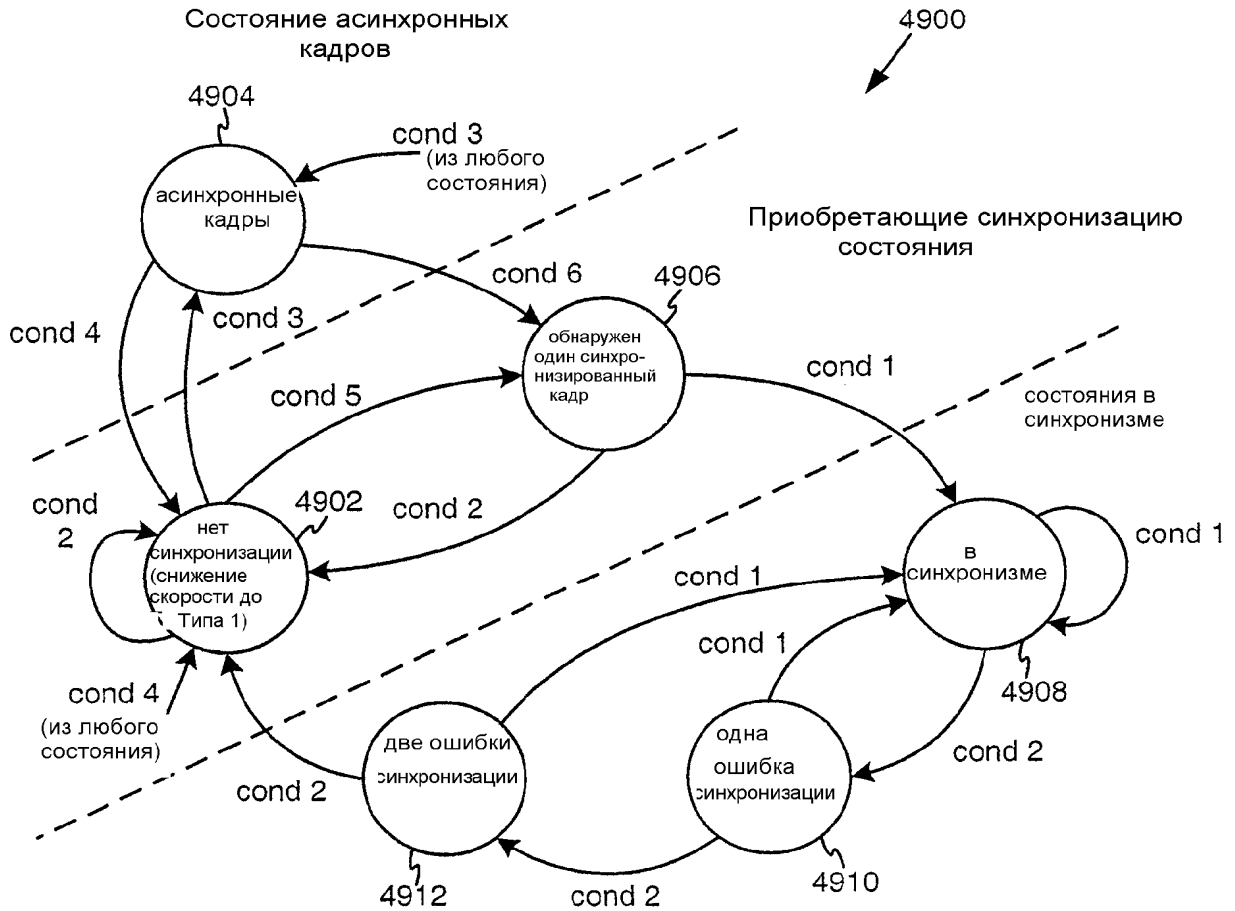 Состояние асинхронных
кадров
4900
4904
cond 3
(из любого
состояния)
асинхронные
кадры
Приобретающие синхронизацию
состояния
cond 6
4906
cond 4
cond 3
обнаружен
один синхро-
низированный
кадр
cond 1
cond 5
состояния в
синхронизме
cond
2
4902
cond 2
нет
синхронизации
(снижение
скорости до
Типа 1)
cond 1
в
синхронизме
cond 1
cond 1
4908
cond 4
(из любого
состояния)
две ошибки
синхронизации
одна
ошибка
синхронизации
cond 2
cond 2
4912
cond 2
4910